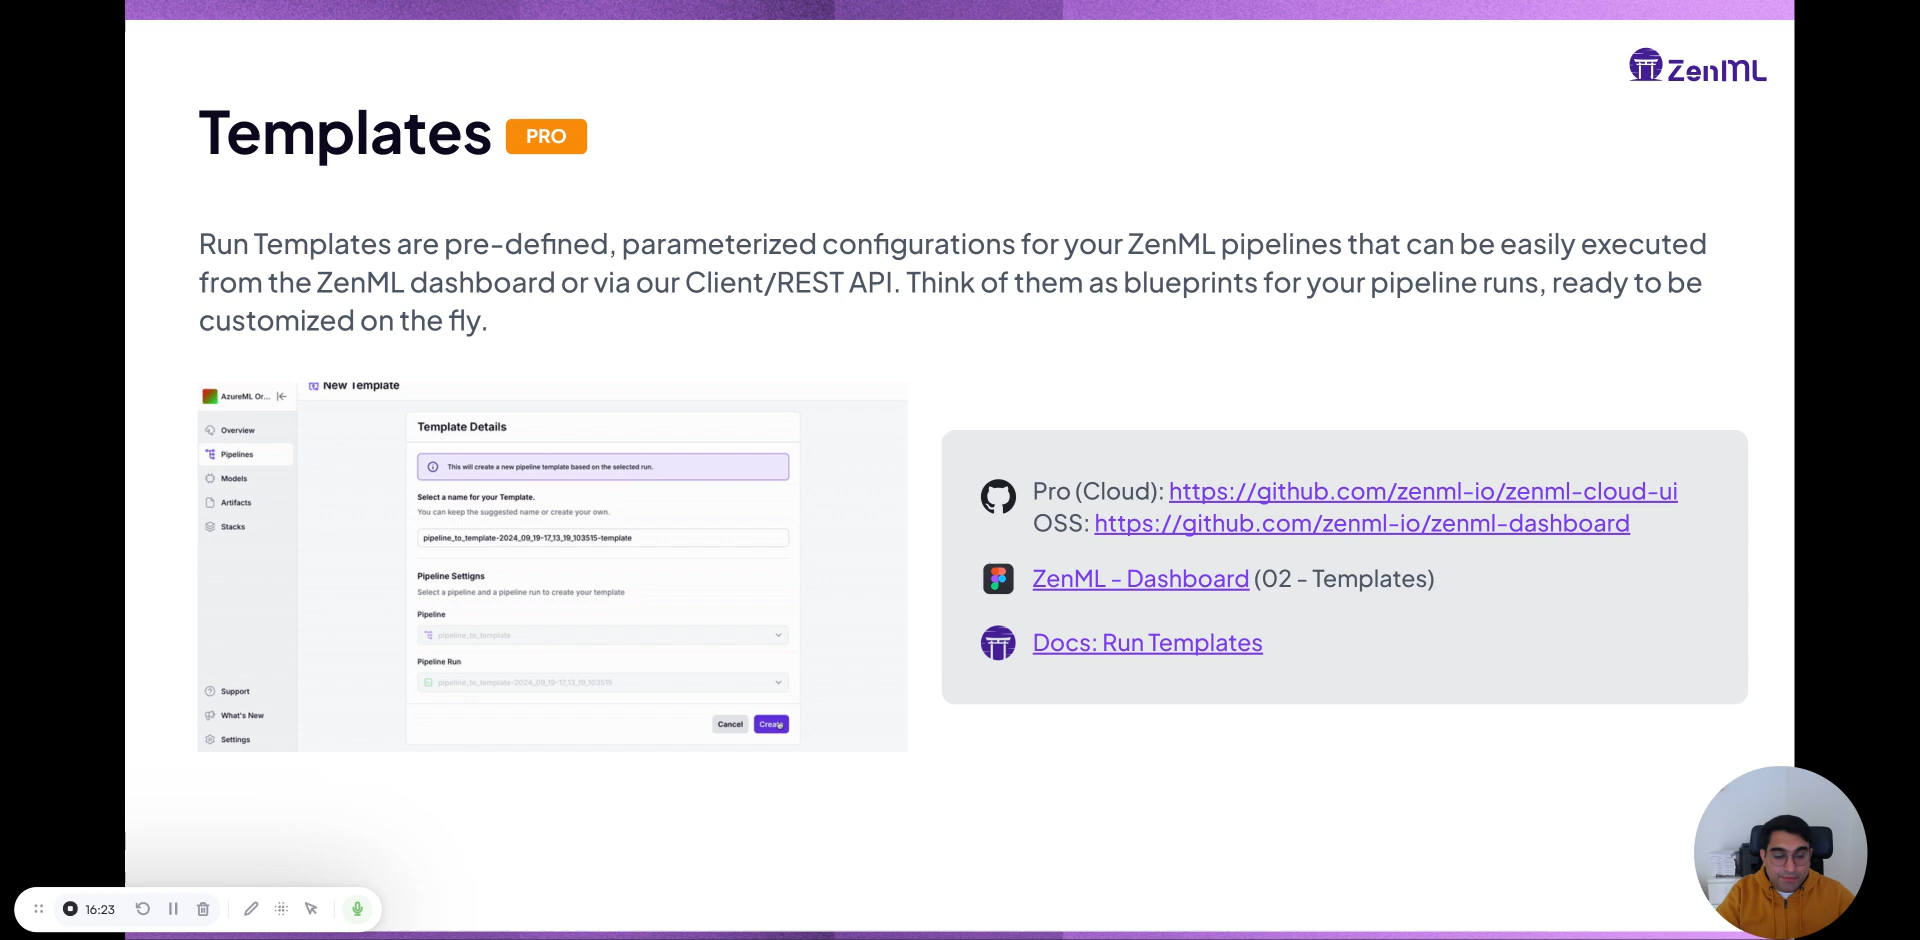 ZenML
Templates PRO
Run Templates are pre-defined, parameterized configurations for your ZenML pipelines that can be easily executed
from the ZenML dashboard or via our Client/REST API. Think of them as blueprints for your pipeline runs, ready to be
customized on the fly.
AzureML Or...
Overview
Pipelines
Models
Artifacts
Stacks
Support
What's New
Settings
New Template
Template Details
This will create a new pipeline template based on the selected run.
Select a name for your Template.
You can keep the suggested name or create your own.
pipeline_to_template-2024_09_19-17_13_19_103515-template
Pipeline Settigns
Select a pipeline and a pipeline run to create your template
Pipeline
pipeline_to_template
Pipeline Run
pipeline_to_template-2024_09_19-17_13_19_103515
Cancel Create
Pro (Cloud): https://github.com/zenml-io/zenml-cloud-ui
OSS: https://github.com/zenml-io/zenml-dashboard
ZenML - Dashboard (02 - Templates)
Docs: Run Templates
16:23